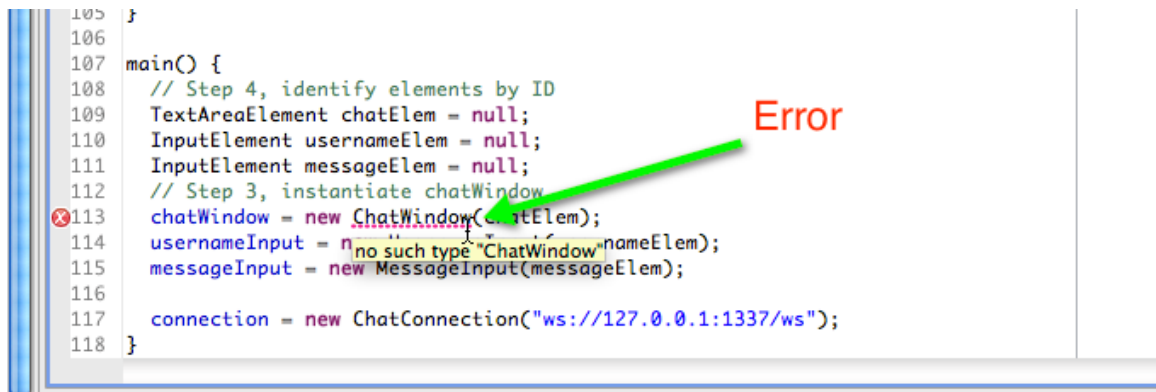 105 }
106
107 main() {
108 // Step 4, identify elements by ID
109 TextAreaElement chatElem = null;
110 InputElement usernameElem = null;
111 InputElement messageElem = null;
Error
112 // Step 3, instantiate chatWindow
113 chatWindow = new ChatWindow(chatElem);
114 usernameInput = nameElem);
no such type "ChatWindow"
115 messageInput = new MessageInput(messageElem);
116
117 connection = new ChatConnection("ws://127.0.0.1:1337/ws");
118 }